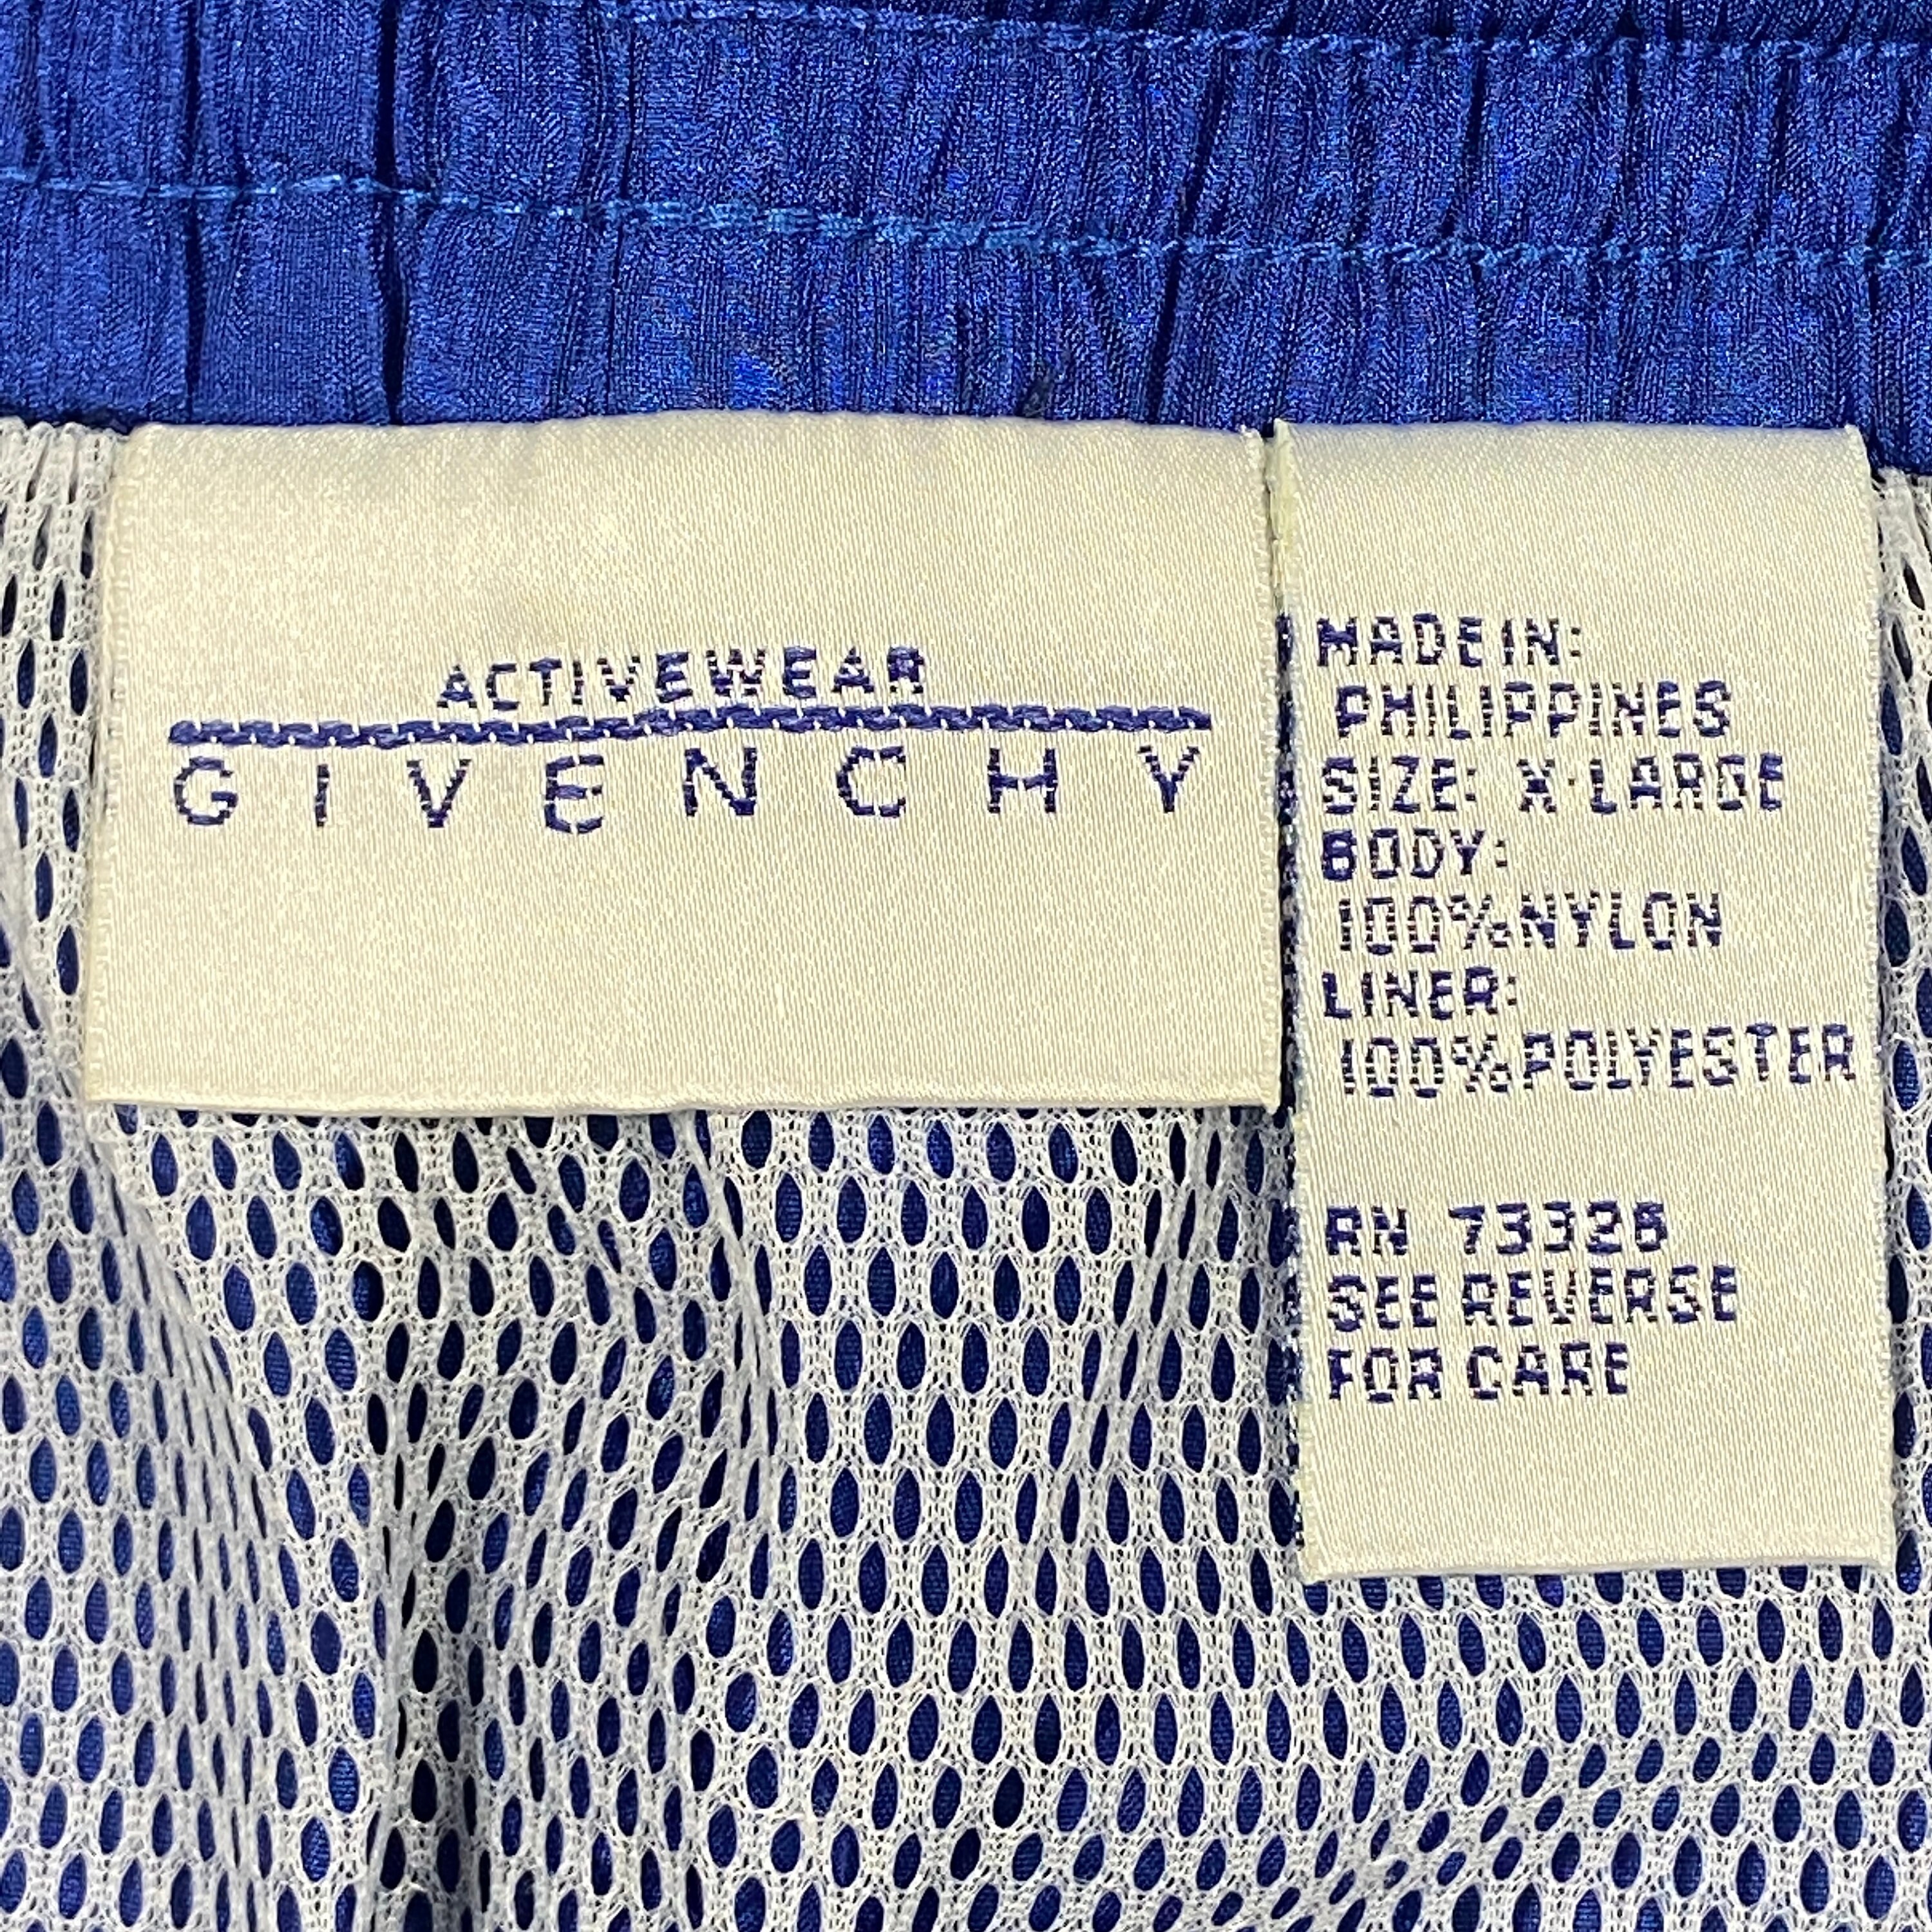 ACTIVEWEAR
GIVENCHY
MADE IN:
PHILIPPINES
SIZE: X-LARGE
BODY:
100% NYLON
LINER:
100% POLYESTER
RN 73326
SEE REVERSE
FOR CARE